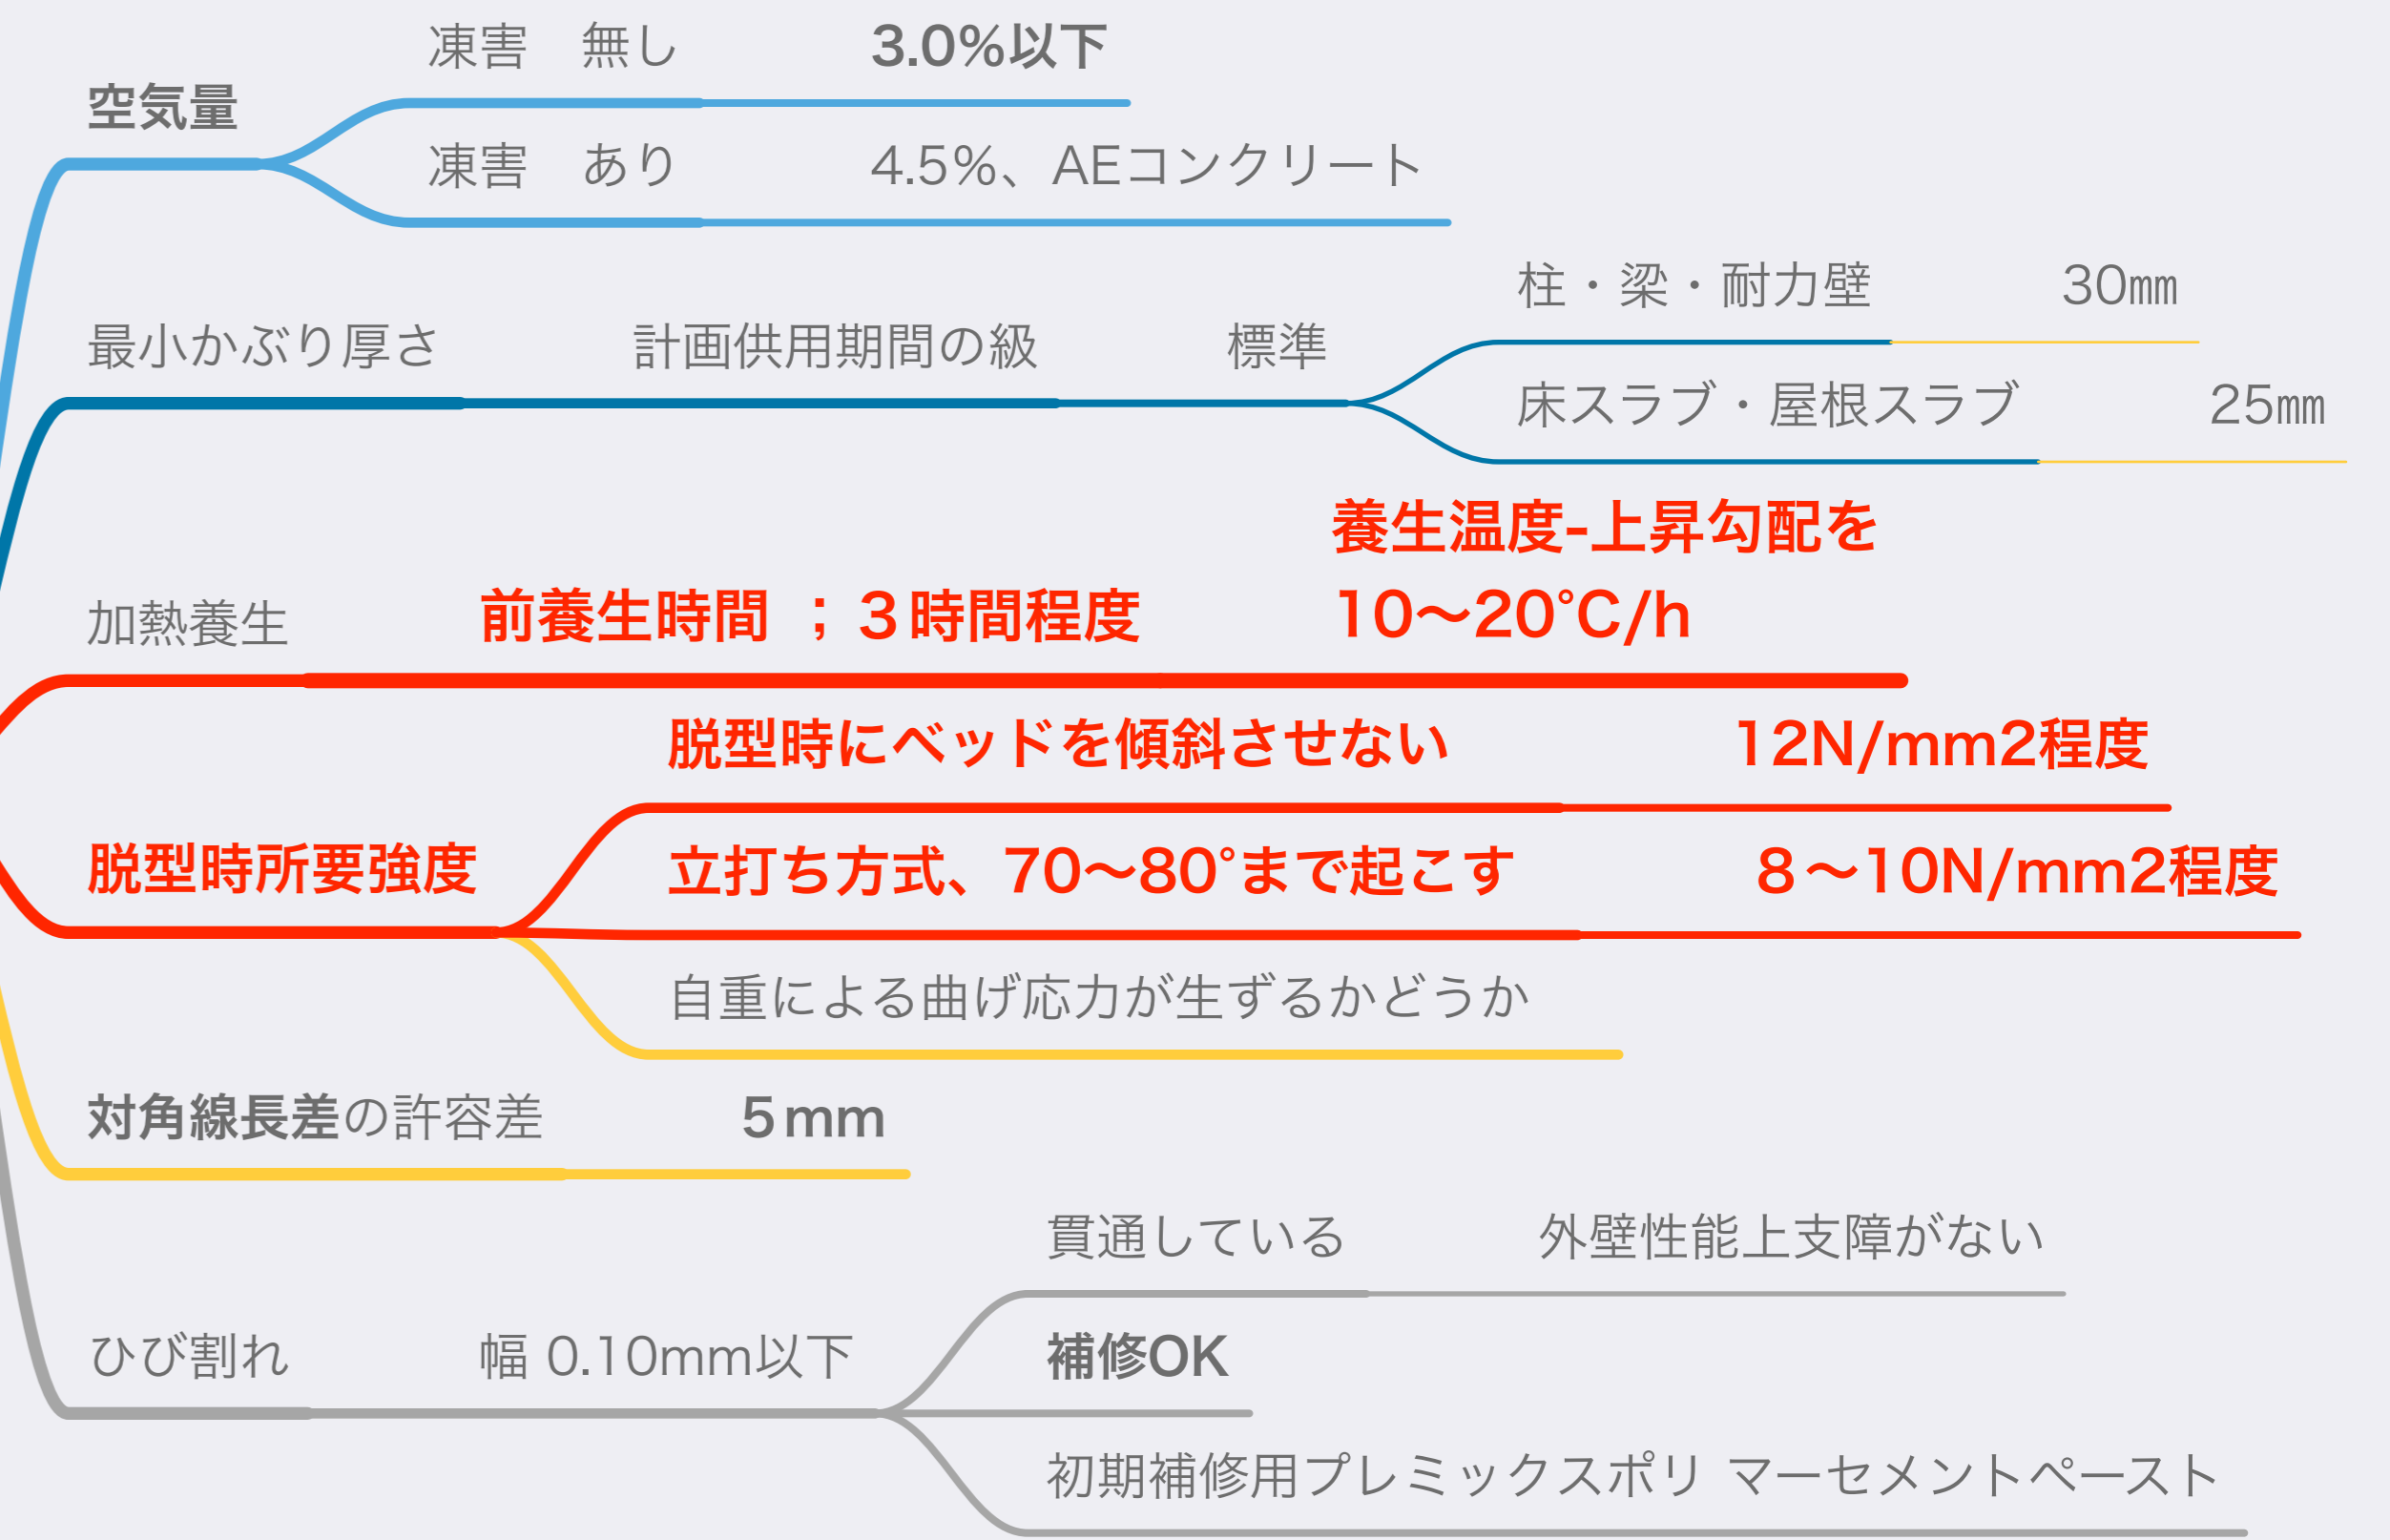 空気量
凍害　無し
3.0%以下
凍害　あり
4.5%、AEコンクリート
最小かぶり厚さ
計画供用期間の級
標準
柱・梁・耐力壁
30㎜
床スラブ・屋根スラブ
25㎜
加熱養生
前養生時間　；３時間程度
養生温度-上昇勾配を
10〜20℃/h
脱型時所要強度
脱型時にベッドを傾斜させない
12N/mm2程度
立打ち方式、70〜80°まで起こす
８〜10N/mm2程度
自重による曲げ応力が生ずるかどうか
対角線長差の許容差
５mm
ひび割れ
幅 0.10mm以下
貫通している
外壁性能上支障がない
補修OK
初期補修用プレミックスポリ マーセメントペースト